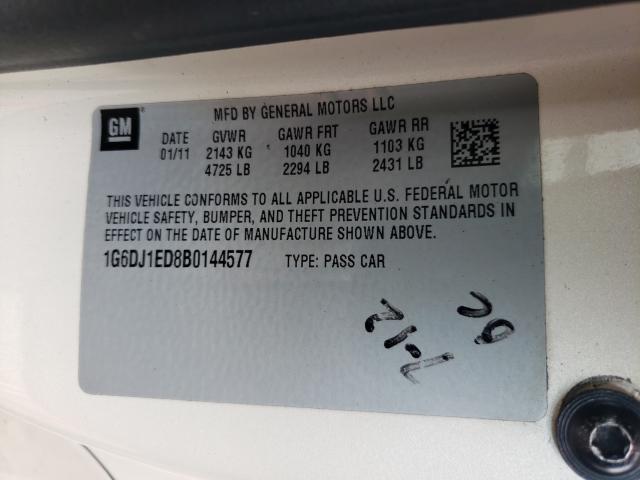 GM
MFD BY GENERAL MOTORS LLC
DATE GVWR GAWR FRT GAWR RR
01/11 2143 KG 1040 KG 1103 KG
4725 LB 2294 LB 2431 LB
THIS VEHICLE CONFORMS TO ALL APPLICABLE U.S. FEDERAL MOTOR
VEHICLE SAFETY, BUMPER, AND THEFT PREVENTION STANDARDS IN
EFFECT ON THE DATE OF MANUFACTURE SHOWN ABOVE.
1G6DJ1ED8B0144577 TYPE: PASS CAR